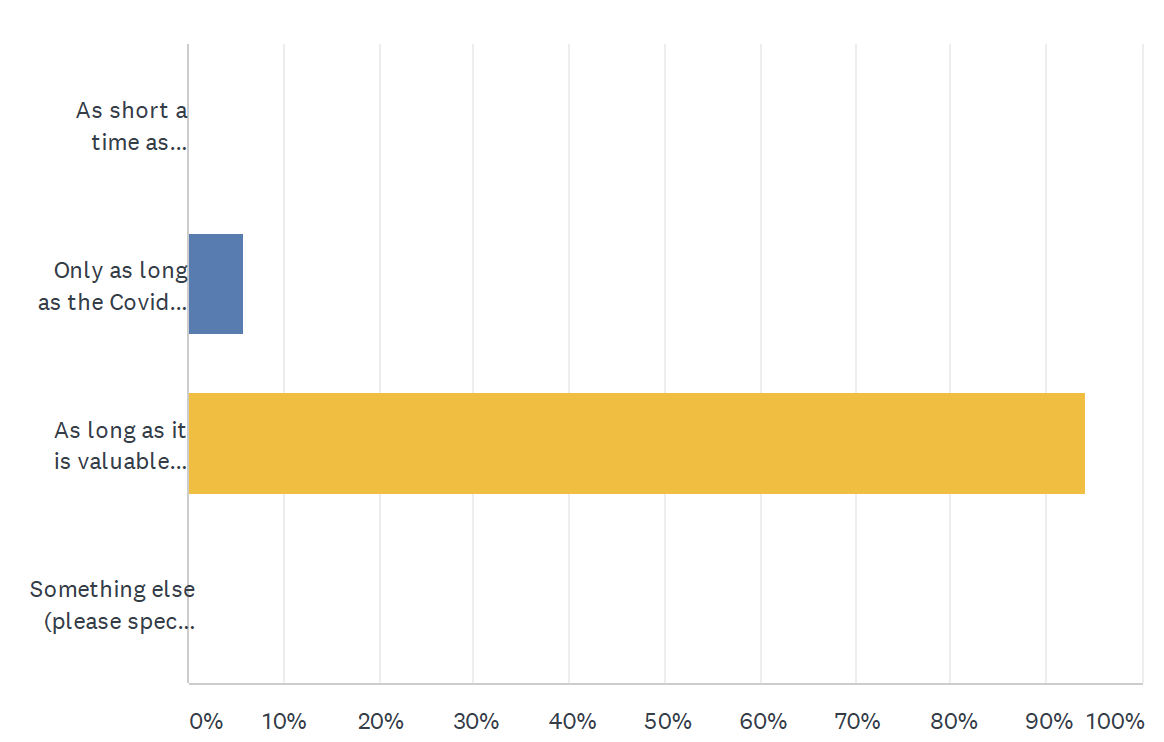 As short a
time as...
Only as long
as the Covid...
As long as it
is valuable...
Something else
(please spec...
0% 10% 20% 30% 40% 50% 60% 70% 80% 90% 100%